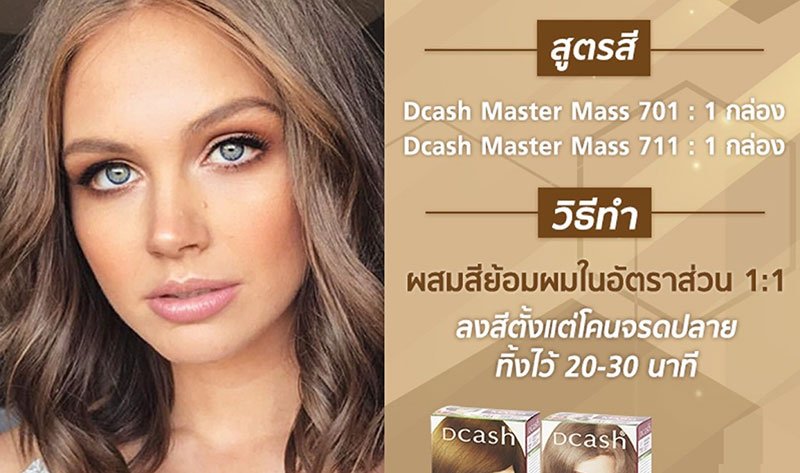 สูตรสี
Dcash Master Mass 701 : 1 กล่อง
Dcash Master Mass 711 : 1 กล่อง
วิธีทำ
ผสมสีย้อมผมในอัตราส่วน 1:1
ลงสีตั้งแต่โคนจรดปลาย
ทิ้งไว้ 20-30 นาที
Dcash Dcash